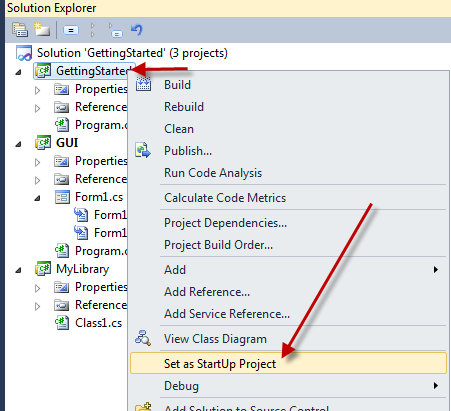 Solution Explorer
Solution 'GettingStarted' (3 projects)
GettingStarted
Properties
Reference
Program.c
GUI
Properties
Reference
Form1.cs
Form1
Form1
Program.c
MyLibrary
Properties
Reference
Class1.cs
Build
Rebuild
Clean
Publish...
Run Code Analysis
Calculate Code Metrics
Project Dependencies...
Project Build Order...
Add
Add Reference...
Add Service Reference...
View Class Diagram
Set as StartUp Project
Debug
Add Solution to Source Control